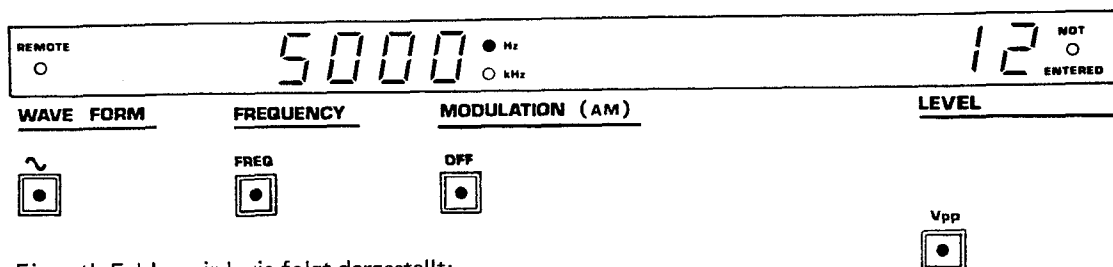 REMOTE 5000 Hz 12 NOT
kHz ENTERED
WAVE FORM FREQUENCY MODULATION (AM) LEVEL
FREQ OFF
Vpp